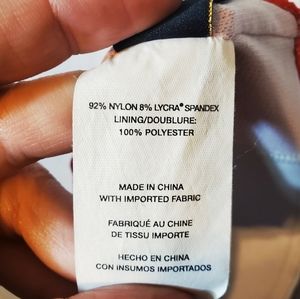 92% NYLON 8% LYCRA® SPANDEX
LINING/DOUBLURE:
100% POLYESTER
MADE IN CHINA
WITH IMPORTED FABRIC
FABRIQUÉ AU CHINE
DE TISSU IMPORTE
HECHO EN CHINA
CON INSUMOS IMPORTADOS